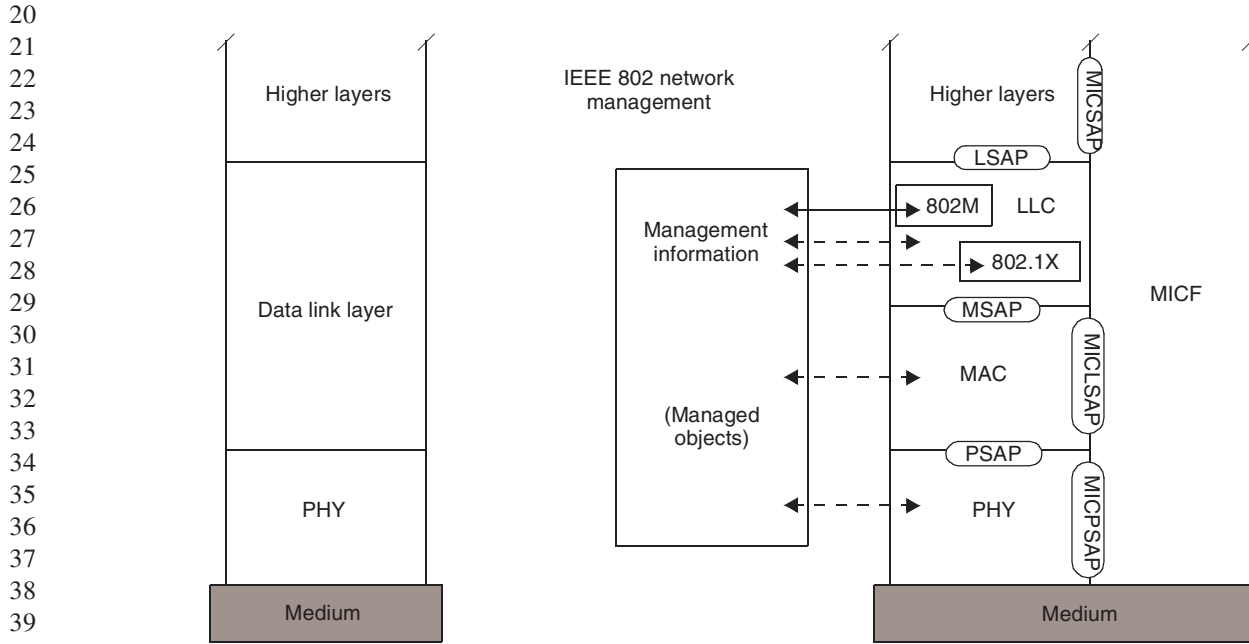 20
21
22
23
24
25
26
27
28
29
30
31
32
33
34
35
36
37
38
39
Higher layers
Data link layer
PHY
Medium
IEEE 802 network
management
Management
information
(Managed
objects)
Higher layers
MICSAP
LSAP
802M
LLC
802.1X
MSAP
MICF
MAC
MICLSAP
PSAP
PHY
MICPSAP
Medium